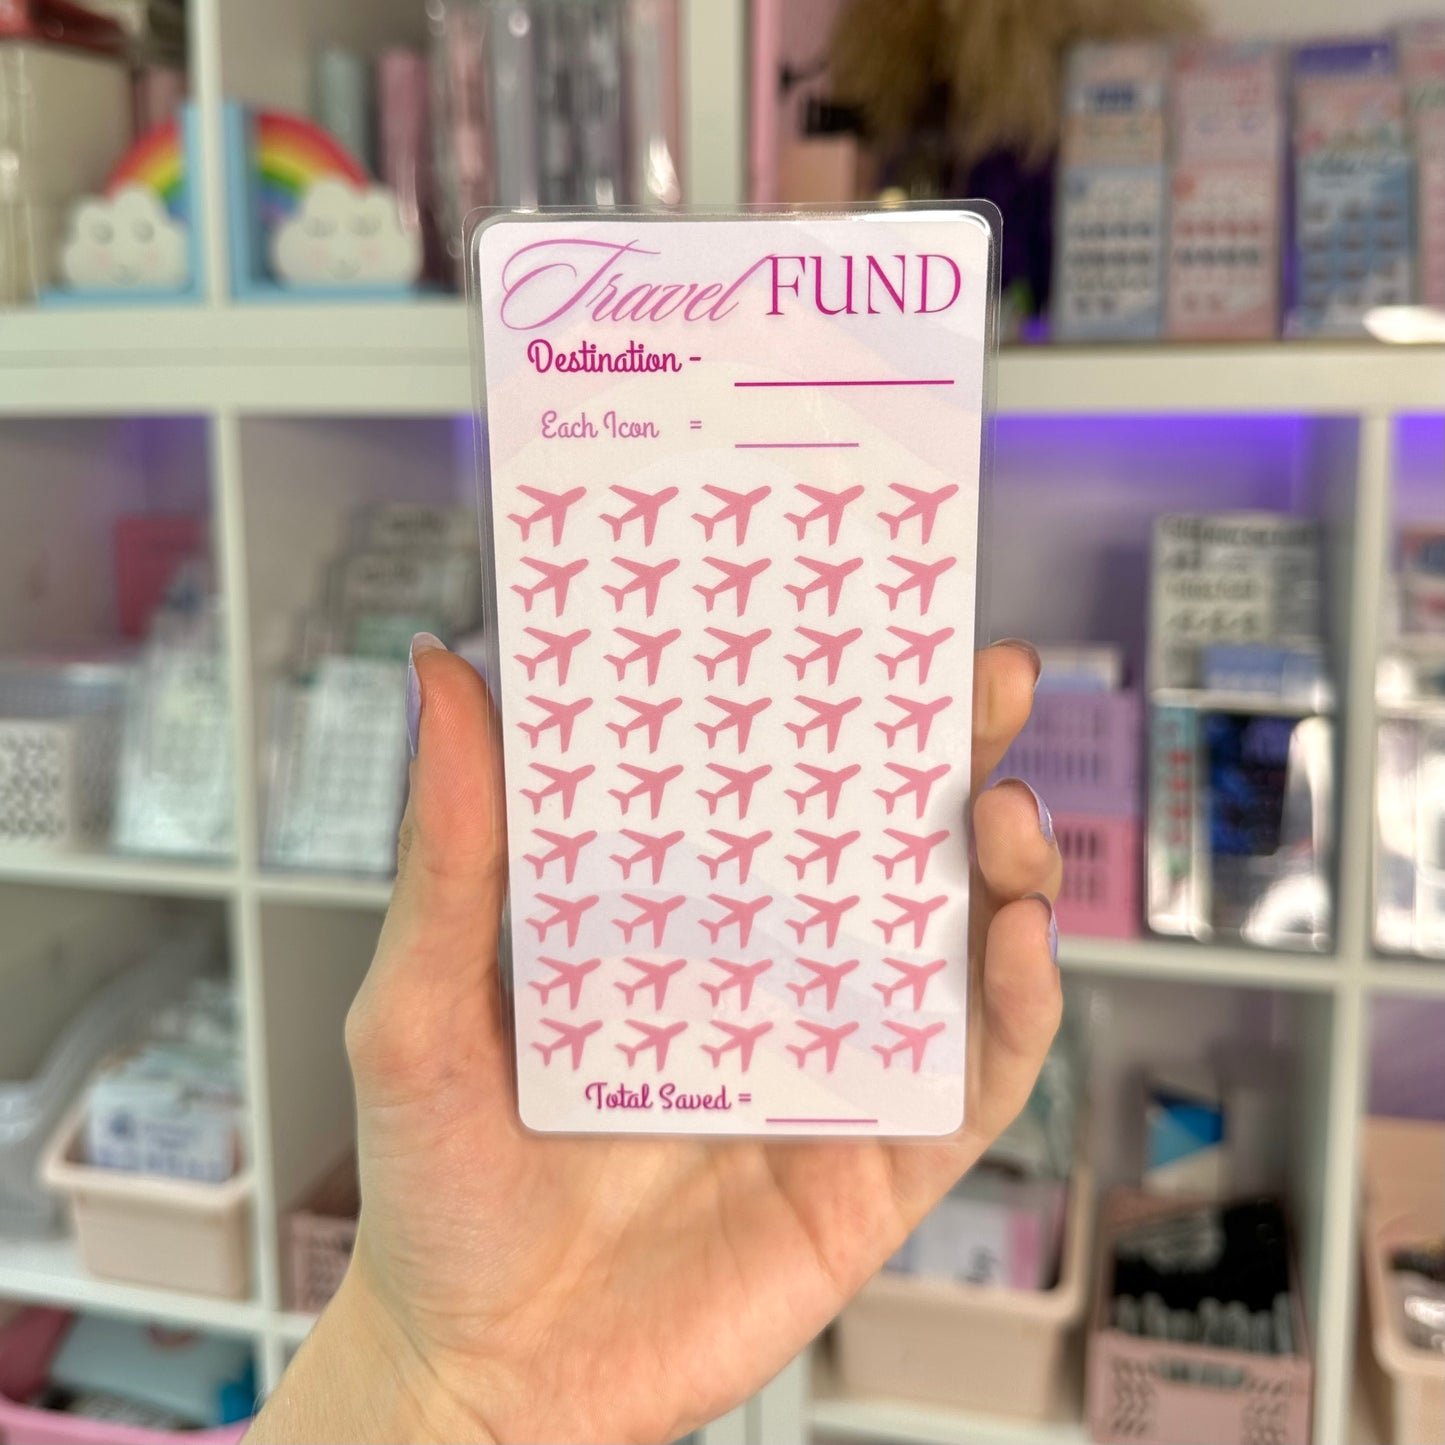 Travel FUND
Destination - 
Each Icon =
Total Saved =